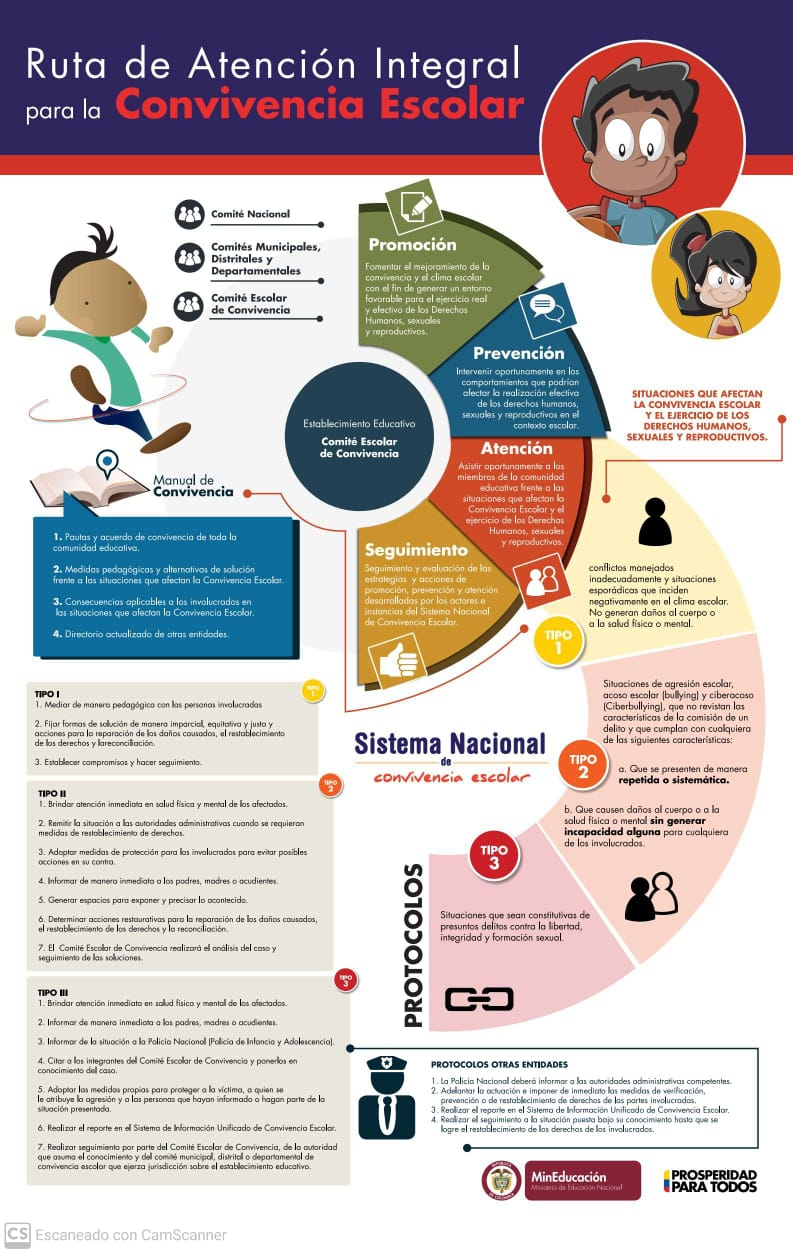 Ruta de Atención Integral
para la Convivencia Escolar
Comité Nacional
Comités Municipales,
Distritales y
Departamentales
Comité Escolar
de Convivencia
Promoción
Fomentar el mejoramiento de la
convivencia y el clima escolar
con el fin de generar un entorno
favorable para el ejercicio real
y efectivo de los Derechos
Humanos, sexuales
y reproductivos.
Prevención
Intervenir oportunamente en los
comportamientos que podrían
afectar la realización efectiva
de los derechos humanos,
sexuales y reproductivos en el
contexto escolar.
Establecimiento Educativo
Comité Escolar
de Convivencia
Atención
Asistir oportunamente a los
miembros de la comunidad
educativa frente a las
situaciones que afectan la
Convivencia Escolar y el
ejercicio de los Derechos
Humanos, sexuales
y reproductivos.
Seguimiento
Seguimiento y evaluación de las
estrategias y acciones de
promoción, prevención y atención
desarrolladas por los actores e
instancias del Sistema Nacional
de Convivencia Escolar.
SITUACIONES QUE AFECTAN
LA CONVIVENCIA ESCOLAR
Y EL EJERCICIO DE LOS
DERECHOS HUMANOS,
SEXUALES Y REPRODUCTIVOS.
Manual de
Convivencia
1. Pautas y acuerdo de convivencia de toda la
comunidad educativa.
2. Medidas pedagógicas y alternativas de solución
frente a las situaciones que afectan la Convivencia Escolar.
3. Consecuencias aplicables a los involucrados en
las situaciones que afectan la Convivencia Escolar.
4. Directorio actualizado de otras entidades.
conflictos manejados
inadecuadamente y situaciones
esporádicas que inciden
negativamente en el clima escolar.
No generan daños al cuerpo o
a la salud física o mental.
TIPO
1
Situaciones de agresión escolar,
acoso escolar (bullying) y ciberacoso
(Ciberbullying), que no revistan las
características de la comisión de un
delito y que cumplan con cualquiera
de las siguientes características:
a. Que se presenten de manera
repetida o sistemática.
b. Que causen daños al cuerpo o a la
salud física o mental sin generar
incapacidad alguna para cualquiera
de los involucrados.
TIPO
2
TIPO
3
Situaciones que sean constitutivas de
presuntos delitos contra la libertad,
integridad y formación sexual.
PROTOCOLOS
Sistema Nacional
de
convivencia escolar
TIPO I
TIPO
1
1. Mediar de manera pedagógica con las personas involucradas
2. Fijar formas de solución de manera imparcial, equitativa y justa y
acciones para la reparación de los daños causados, el restablecimiento
de los derechos y lareconciliación.
3. Establecer compromisos y hacer seguimiento.
TIPO II
TIPO
2
1. Brindar atención inmediata en salud física y mental de los afectados.
2. Remitir la situación a las autoridades administrativas cuando se requieran
medidas de restablecimiento de derechos.
3. Adoptar medidas de protección para los involucrados para evitar posibles
acciones en su contra.
4. Informar de manera inmediata a los padres, madres o acudientes.
5. Generar espacios para exponer y precisar lo acontecido.
6. Determinar acciones restaurativas para la reparación de los daños causados,
el restablecimiento de los derechos y la reconciliación.
7. El Comité Escolar de Convivencia realizará el análisis del caso y
seguimiento de las soluciones.
TIPO III
TIPO
3
1. Brindar atención inmediata en salud física y mental de los afectados.
2. Informar de manera inmediata a los padres, madres o acudientes.
3. Informar de la situación a la Policía Nacional (Policía de Infancia y Adolescencia).
4. Citar a los integrantes del Comité Escolar de Convivencia y ponerlos en
conocimiento del caso.
5. Adoptar las medidas propias para proteger a la víctima, a quien se
le atribuye la agresión y a las personas que hayan informado o hagan parte de la
situación presentada.
6. Realizar el reporte en el Sistema de Información Unificado de Convivencia Escolar.
7. Realizar seguimiento por parte del Comité Escolar de Convivencia, de la autoridad
que asuma el conocimiento y del comité municipal, distrital o departamental de
convivencia escolar que ejerza jurisdicción sobre el establecimiento educativo.
PROTOCOLOS OTRAS ENTIDADES
1. La Policía Nacional deberá informar a las autoridades administrativas competentes.
2. Adelantar la actuación e imponer de inmediato las medidas de verificación,
prevención o de restablecimiento de derechos de las partes involucradas.
3. Realizar el reporte en el Sistema de Información Unificado de Convivencia Escolar.
4. Realizar el seguimiento a la situación puesta bajo su conocimiento hasta que se
logre el restablecimiento de los derechos de los involucrados.
MinEducación
Ministerio de Educación Nacional
PROSPERIDAD
PARA TODOS
CS Escaneado con CamScanner